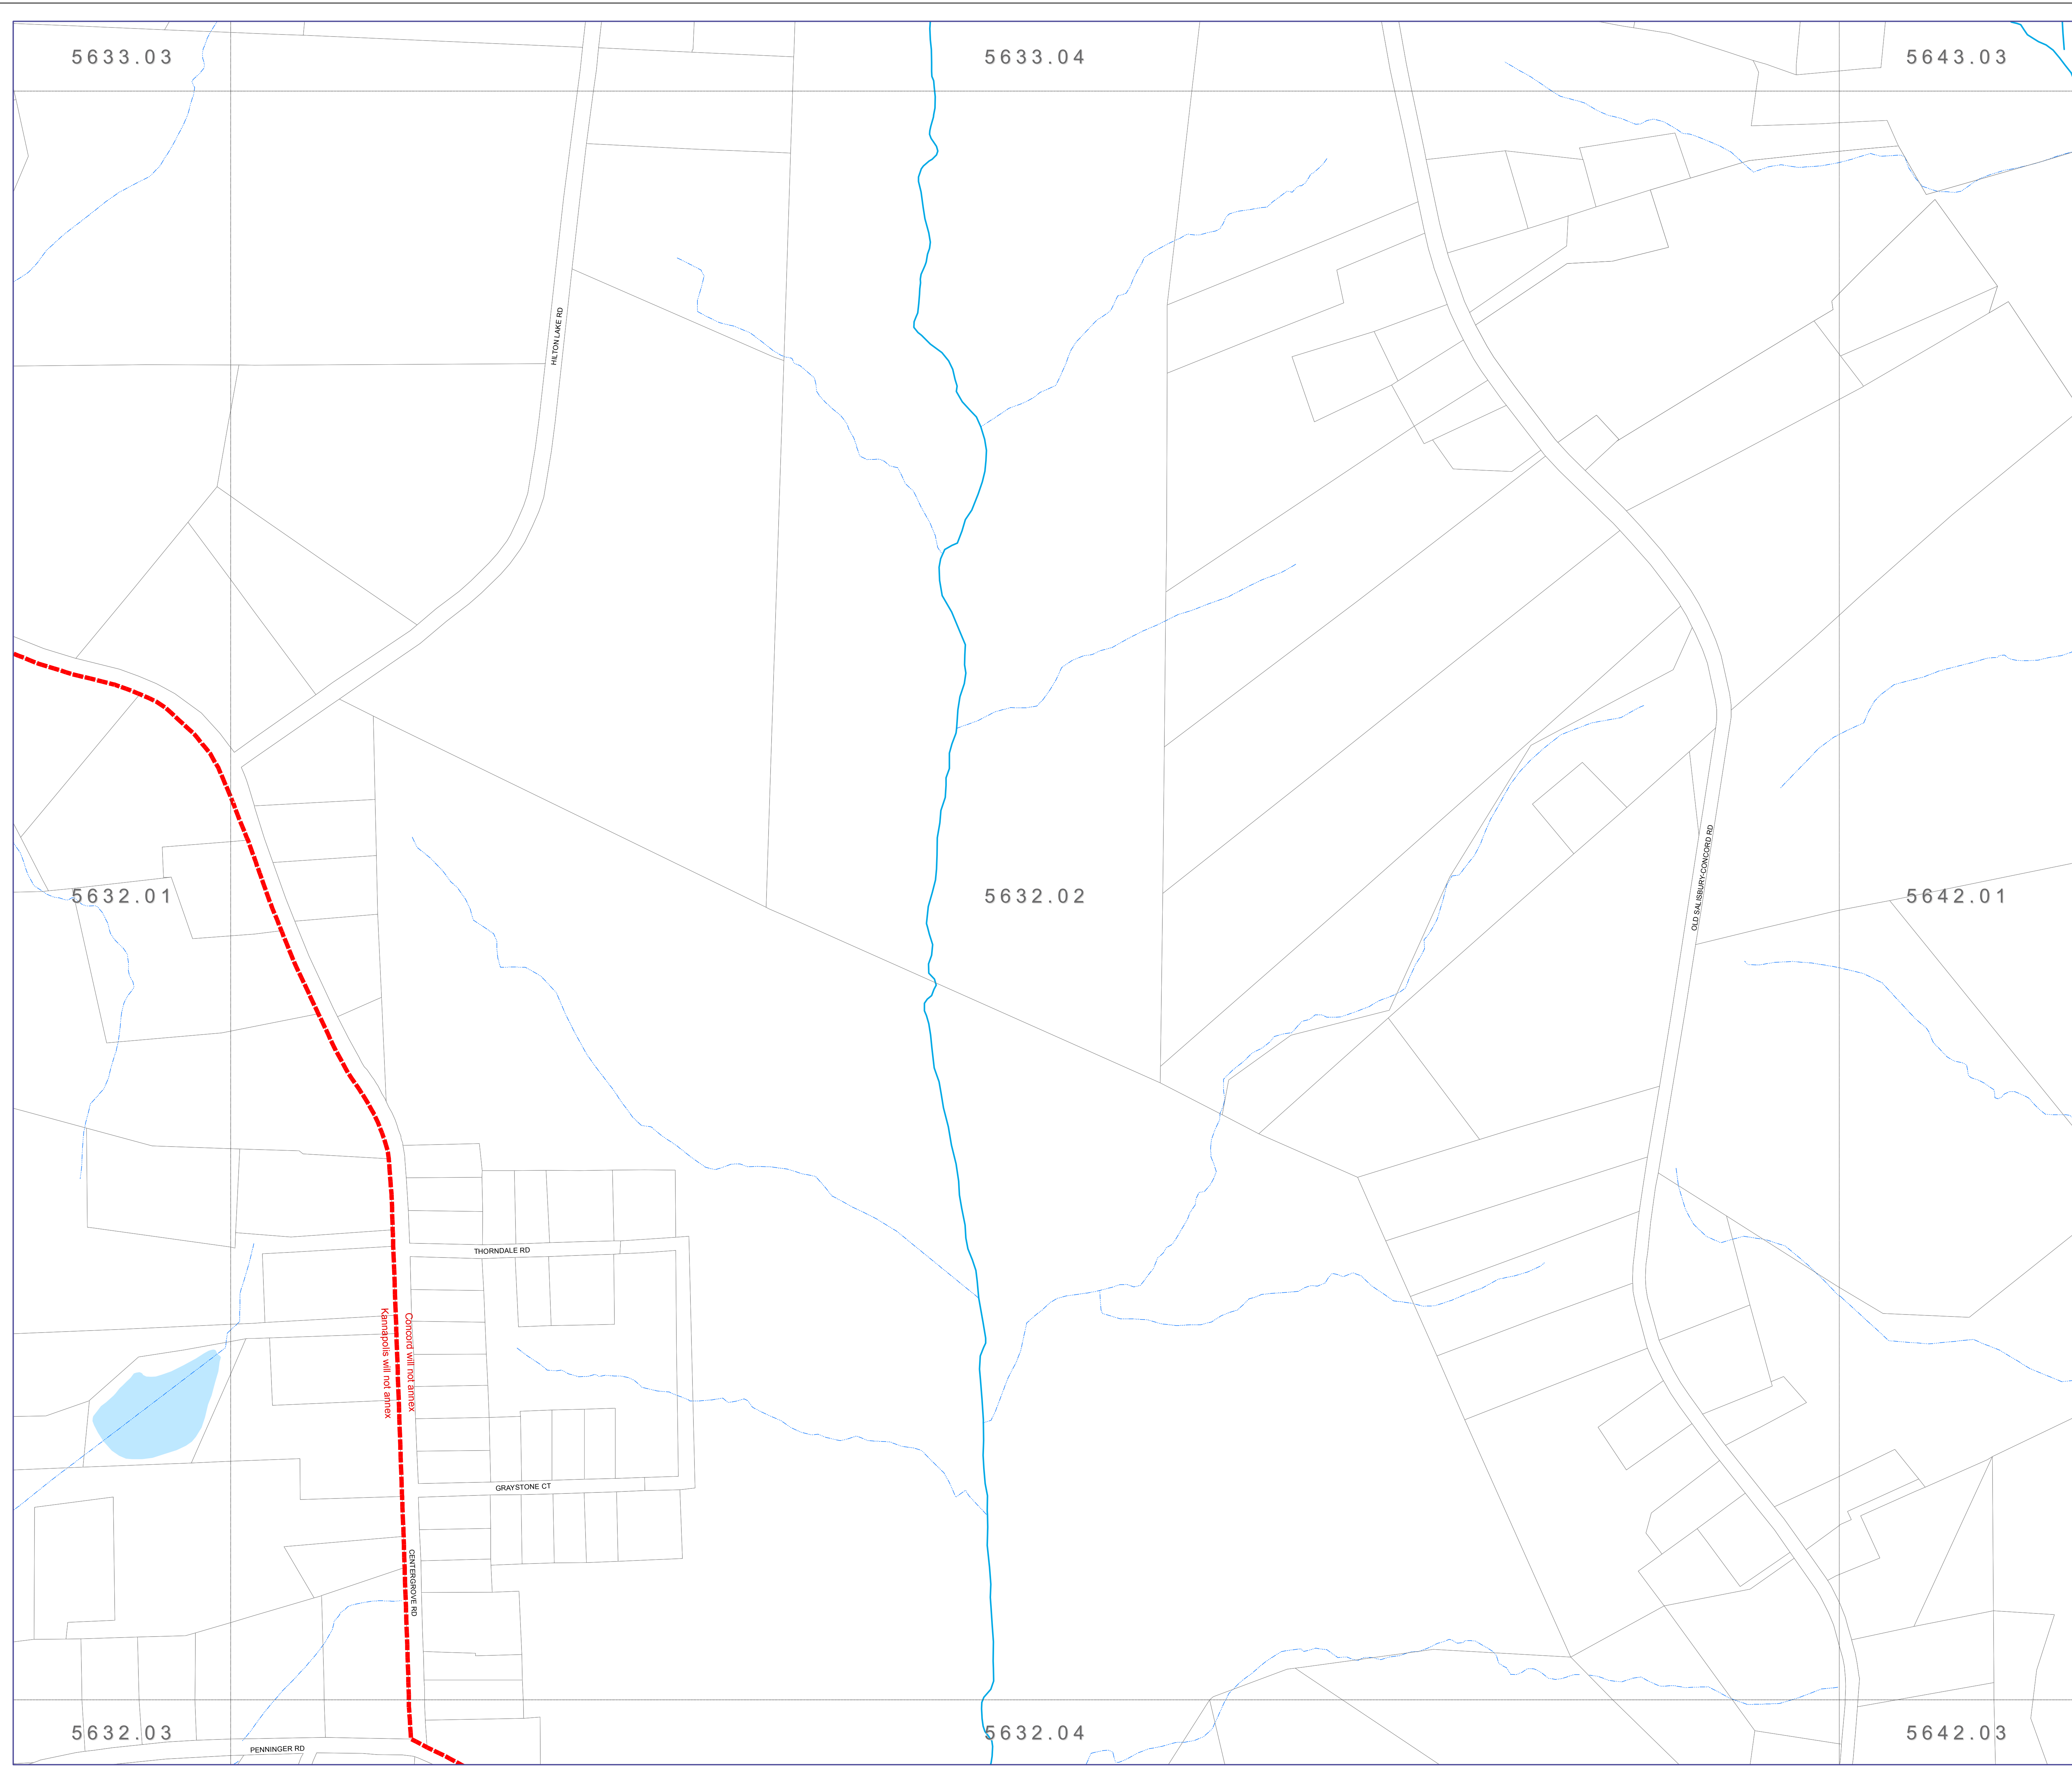 5633.03
5633.04
5643.03
HILTON LAKE RD
5632.01
5632.02
OLD SALISBURY-CONCORD RD
5642.01
THORNDALE RD
Kannapolis will not annex
Concord will not annex
GRAYSTONE CT
CENTERGROVE RD
5632.03
5632.04
5642.03
PENNINGER RD